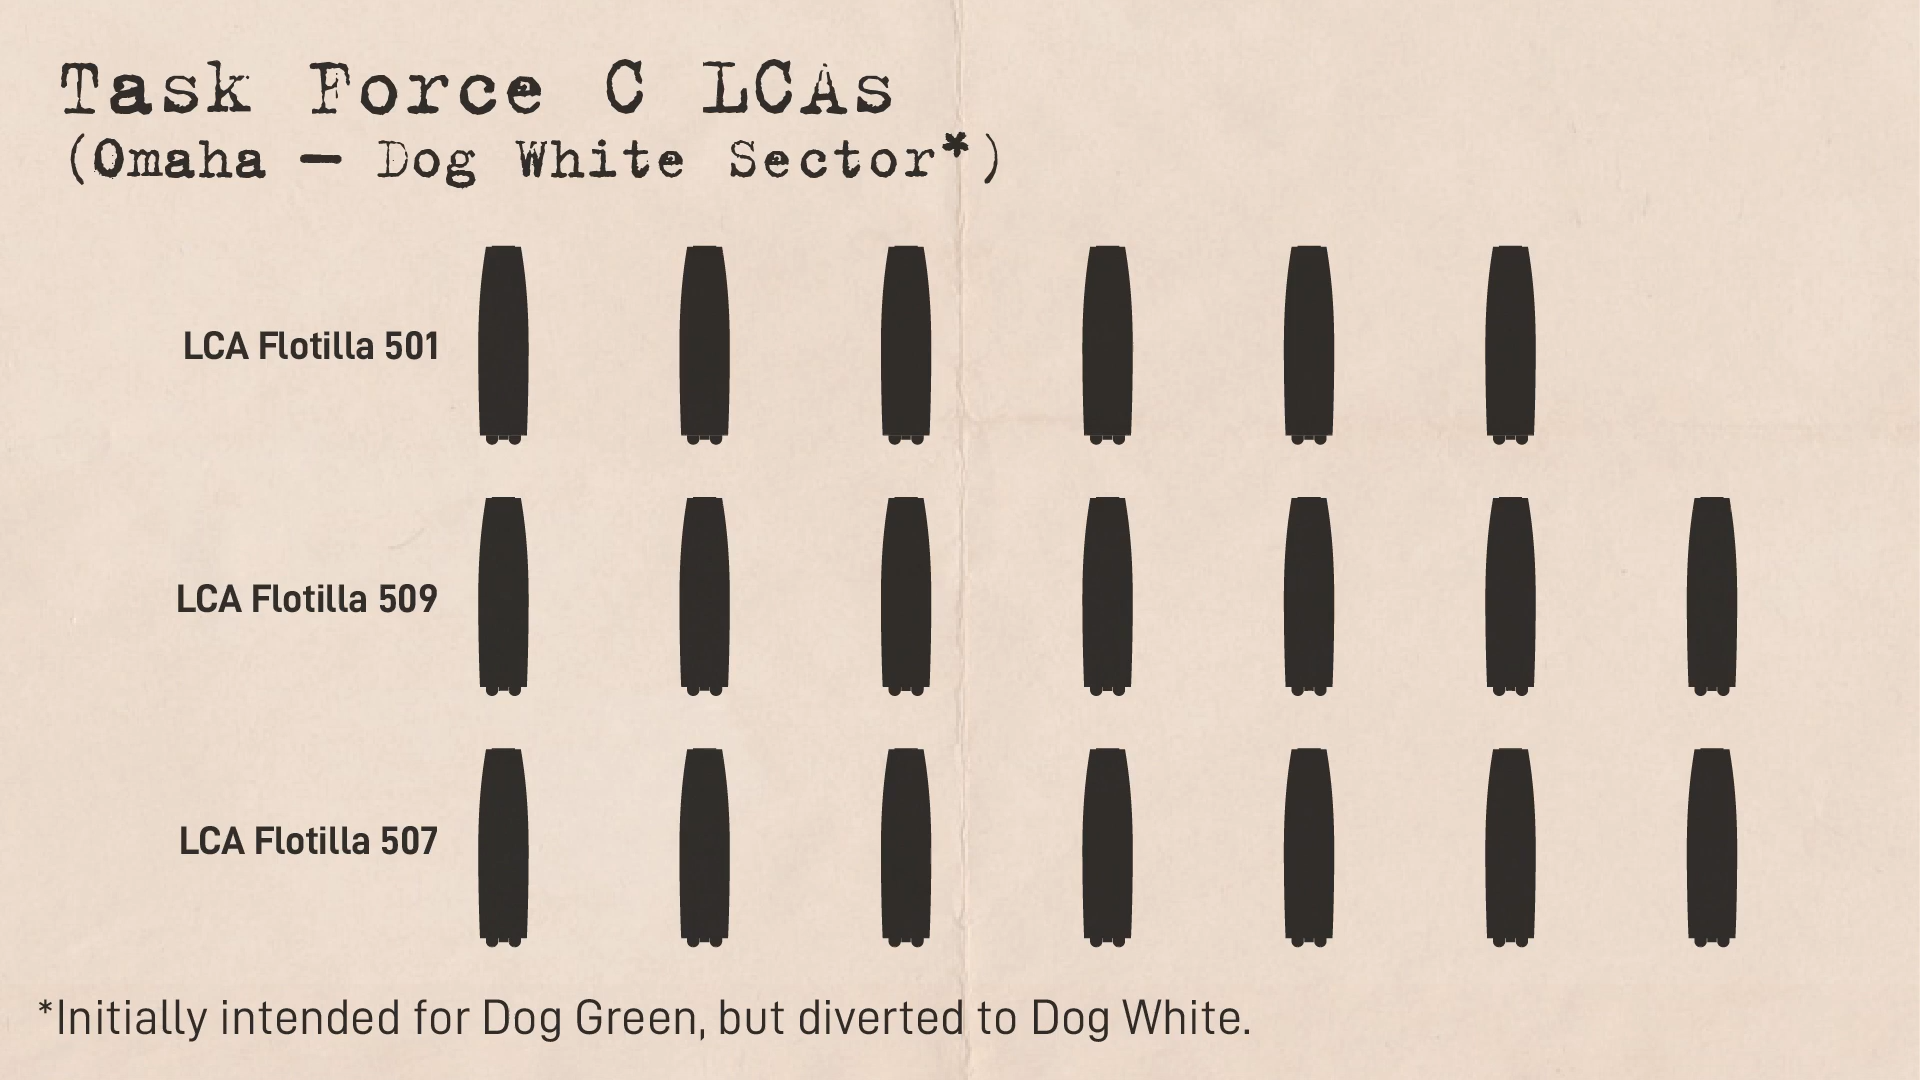 Task Force C LCAs
(Omaha — Dog White Sector*)
LCA Flotilla 501
LCA Flotilla 509
LCA Flotilla 507
*Initially intended for Dog Green, but diverted to Dog White.